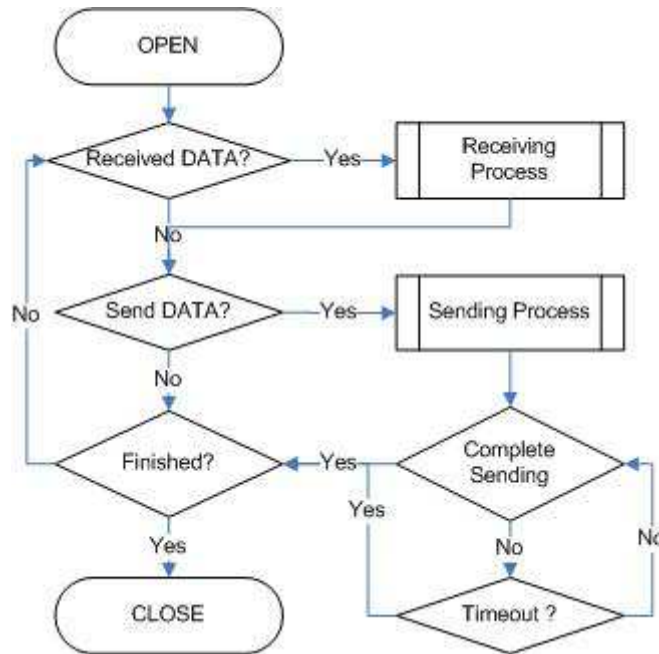 OPEN
Received DATA?
Yes
Receiving
Process
No
Send DATA?
Yes
Sending Process
No
No
Finished?
Yes
Complete
Sending
Yes
No
No
Yes
CLOSE
Timeout ?